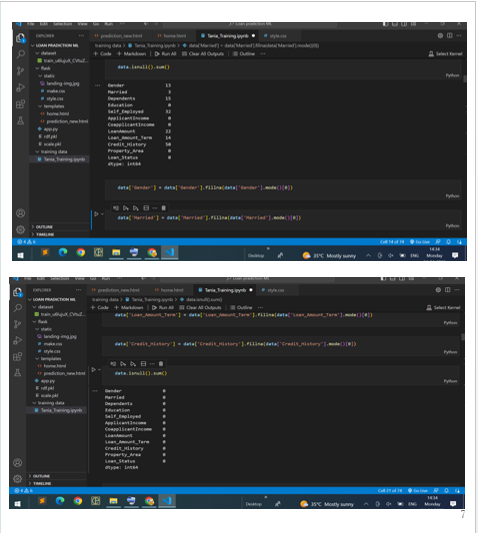 File Edit Selection View Go Run
Loan prediction ML
EXPLORER
prediction_new.html
home.html
Tania_Training.ipynb
style.css
LOAN PREDICTION ML
training data > Tania_Training.ipynb > data['Married'] = data['Married'].fillna(data['Married'].mode()[0])
dataset
+ Code + Markdown Run All Clear All Outputs Outline
Select Kernel
flask
static
landing-img.jpg
make.css
style.css
templates
home.html
prediction_new.html
app.py
rdf.pkl
scale.pkl
training data
Tania_Training.ipynb
data.isnull().sum()
Python
Gender 13
Married 3
Dependents 15
Education 0
Self_Employed 32
ApplicantIncome 0
CoapplicantIncome 0
LoanAmount 22
Loan_Amount_Term 14
Credit_History 50
Property_Area 0
Loan_Status 0
dtype: int64
data['Gender'] = data['Gender'].fillna(data['Gender'].mode()[0])
Python
data['Married'] = data['Married'].fillna(data['Married'].mode()[0])
Python
OUTLINE
TIMELINE
Cell 14 of 74 Go Live
Desktop 35°C Mostly sunny ENG 14:34
Monday
File Edit Selection View Go Run
Loan prediction ML
EXPLORER
prediction_new.html
home.html
Tania_Training.ipynb
style.css
LOAN PREDICTION ML
training data > Tania_Training.ipynb > data.isnull().sum()
dataset
+ Code + Markdown Run All Clear All Outputs Outline
Select Kernel
data['Loan_Amount_Term'] = data['Loan_Amount_Term'].fillna(data['Loan_Amount_Term'].mode()[0])
Python
flask
static
landing-img.jpg
make.css
style.css
templates
home.html
prediction_new.html
app.py
rdf.pkl
scale.pkl
training data
Tania_Training.ipynb
data['Credit_History'] = data['Credit_History'].fillna(data['Credit_History'].mode()[0])
Python
data.isnull().sum()
Python
Gender 0
Married 0
Dependents 0
Education 0
Self_Employed 0
ApplicantIncome 0
CoapplicantIncome 0
LoanAmount 0
Loan_Amount_Term 0
Credit_History 0
Property_Area 0
Loan_Status 0
dtype: int64
OUTLINE
TIMELINE
Cell 21 of 74 Go Live
Desktop 35°C Mostly sunny ENG 14:34
Monday
7